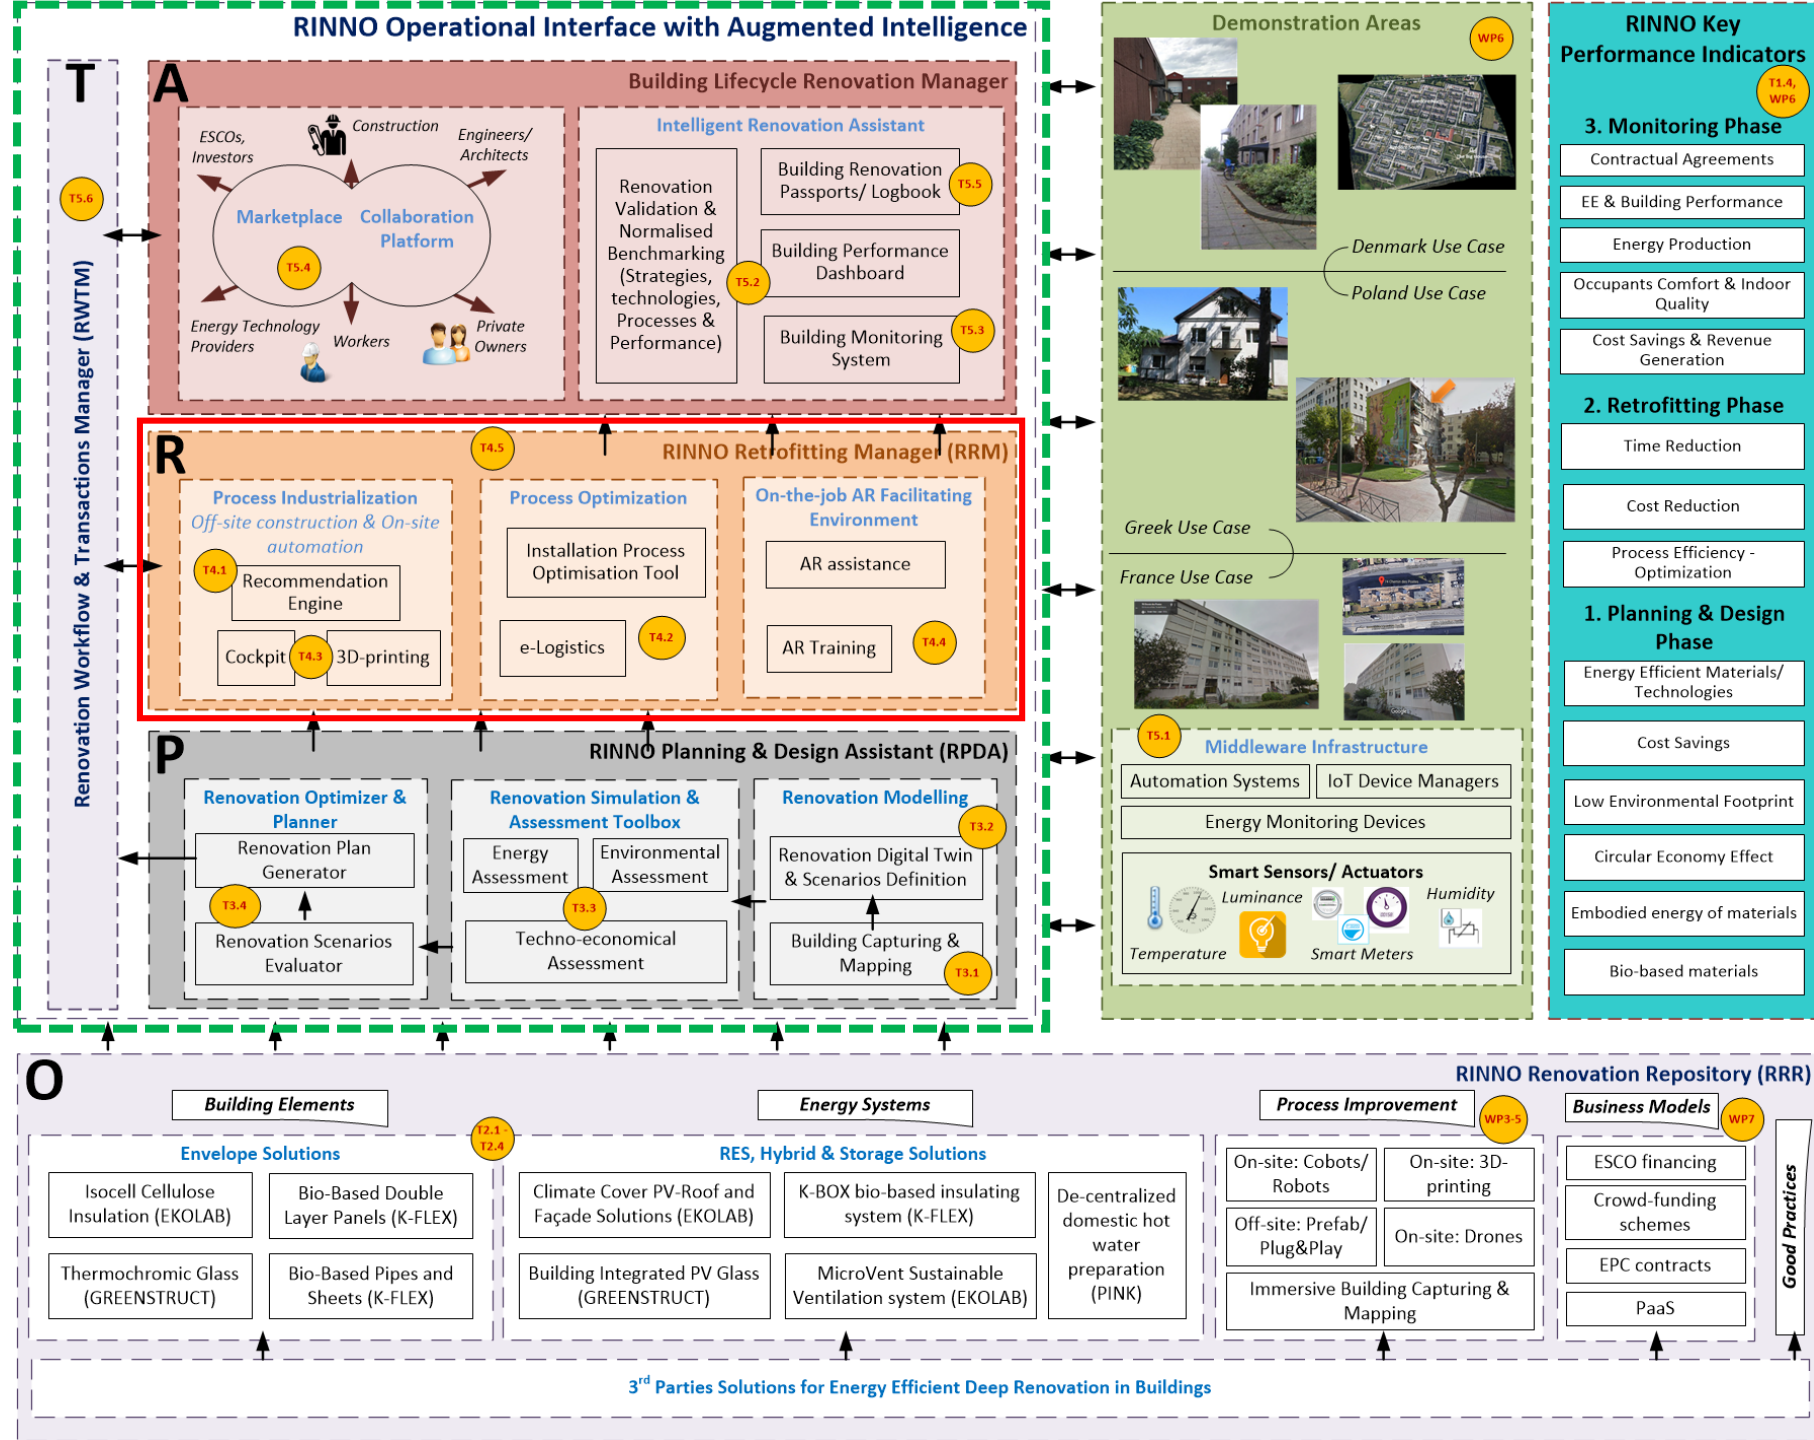 RINNO Operational Interface with Augmented Intelligence
T
T5.6
Renovation Workflow & Transactions Manager (RWTM)
A
Building Lifecycle Renovation Manager
ESCOs,
Investors
Construction
Engineers/
Architects
Marketplace
Collaboration
Platform
T5.4
Energy Technology
Providers
Workers
Private
Owners
Intelligent Renovation Assistant
Renovation
Validation &
Normalised
Benchmarking
(Strategies,
technologies,
Processes &
Performance)
T5.2
Building Renovation
Passports/ Logbook
T5.5
Building Performance
Dashboard
Building Monitoring
System
T5.3
R
T4.5
RINNO Retrofitting Manager (RRM)
Process Industrialization
Off-site construction & On-site
automation
T4.1
Recommendation
Engine
Cockpit
T4.3
3D-printing
Process Optimization
Installation Process
Optimisation Tool
e-Logistics
T4.2
On-the-job AR Facilitating
Environment
AR assistance
AR Training
T4.4
P
RINNO Planning & Design Assistant (RPDA)
Renovation Optimizer &
Planner
Renovation Plan
Generator
T3.4
Renovation Scenarios
Evaluator
Renovation Simulation &
Assessment Toolbox
Energy
Assessment
Environmental
Assessment
T3.3
Techno-economical
Assessment
Renovation Modelling
T3.2
Renovation Digital Twin
& Scenarios Definition
Building Capturing &
Mapping
T3.1
Demonstration Areas
WP6
Denmark Use Case
Poland Use Case
Greek Use Case
France Use Case
T5.1
Middleware Infrastructure
Automation Systems
IoT Device Managers
Energy Monitoring Devices
Smart Sensors/ Actuators
Luminance
Humidity
Temperature
Smart Meters
RINNO Key
Performance Indicators
T1.4,
WP6
3. Monitoring Phase
Contractual Agreements
EE & Building Performance
Energy Production
Occupants Comfort & Indoor
Quality
Cost Savings & Revenue
Generation
2. Retrofitting Phase
Time Reduction
Cost Reduction
Process Efficiency -
Optimization
1. Planning & Design
Phase
Energy Efficient Materials/
Technologies
Cost Savings
Low Environmental Footprint
Circular Economy Effect
Embodied energy of materials
Bio-based materials
O
RINNO Renovation Repository (RRR)
Building Elements
Energy Systems
Process Improvement
Business Models
T2.1 -
T2.4
WP3-5
WP7
Envelope Solutions
Isocell Cellulose
Insulation (EKOLAB)
Bio-Based Double
Layer Panels (K-FLEX)
Thermochromic Glass
(GREENSTRUCT)
Bio-Based Pipes and
Sheets (K-FLEX)
RES, Hybrid & Storage Solutions
Climate Cover PV-Roof and
Façade Solutions (EKOLAB)
K-BOX bio-based insulating
system (K-FLEX)
Building Integrated PV Glass
(GREENSTRUCT)
MicroVent Sustainable
Ventilation system (EKOLAB)
De-centralized
domestic hot
water
preparation
(PINK)
On-site: Cobots/
Robots
On-site: 3D-
printing
Off-site: Prefab/
Plug&Play
On-site: Drones
Immersive Building Capturing &
Mapping
ESCO financing
Crowd-funding
schemes
EPC contracts
PaaS
Good Practices
3rd Parties Solutions for Energy Efficient Deep Renovation in Buildings